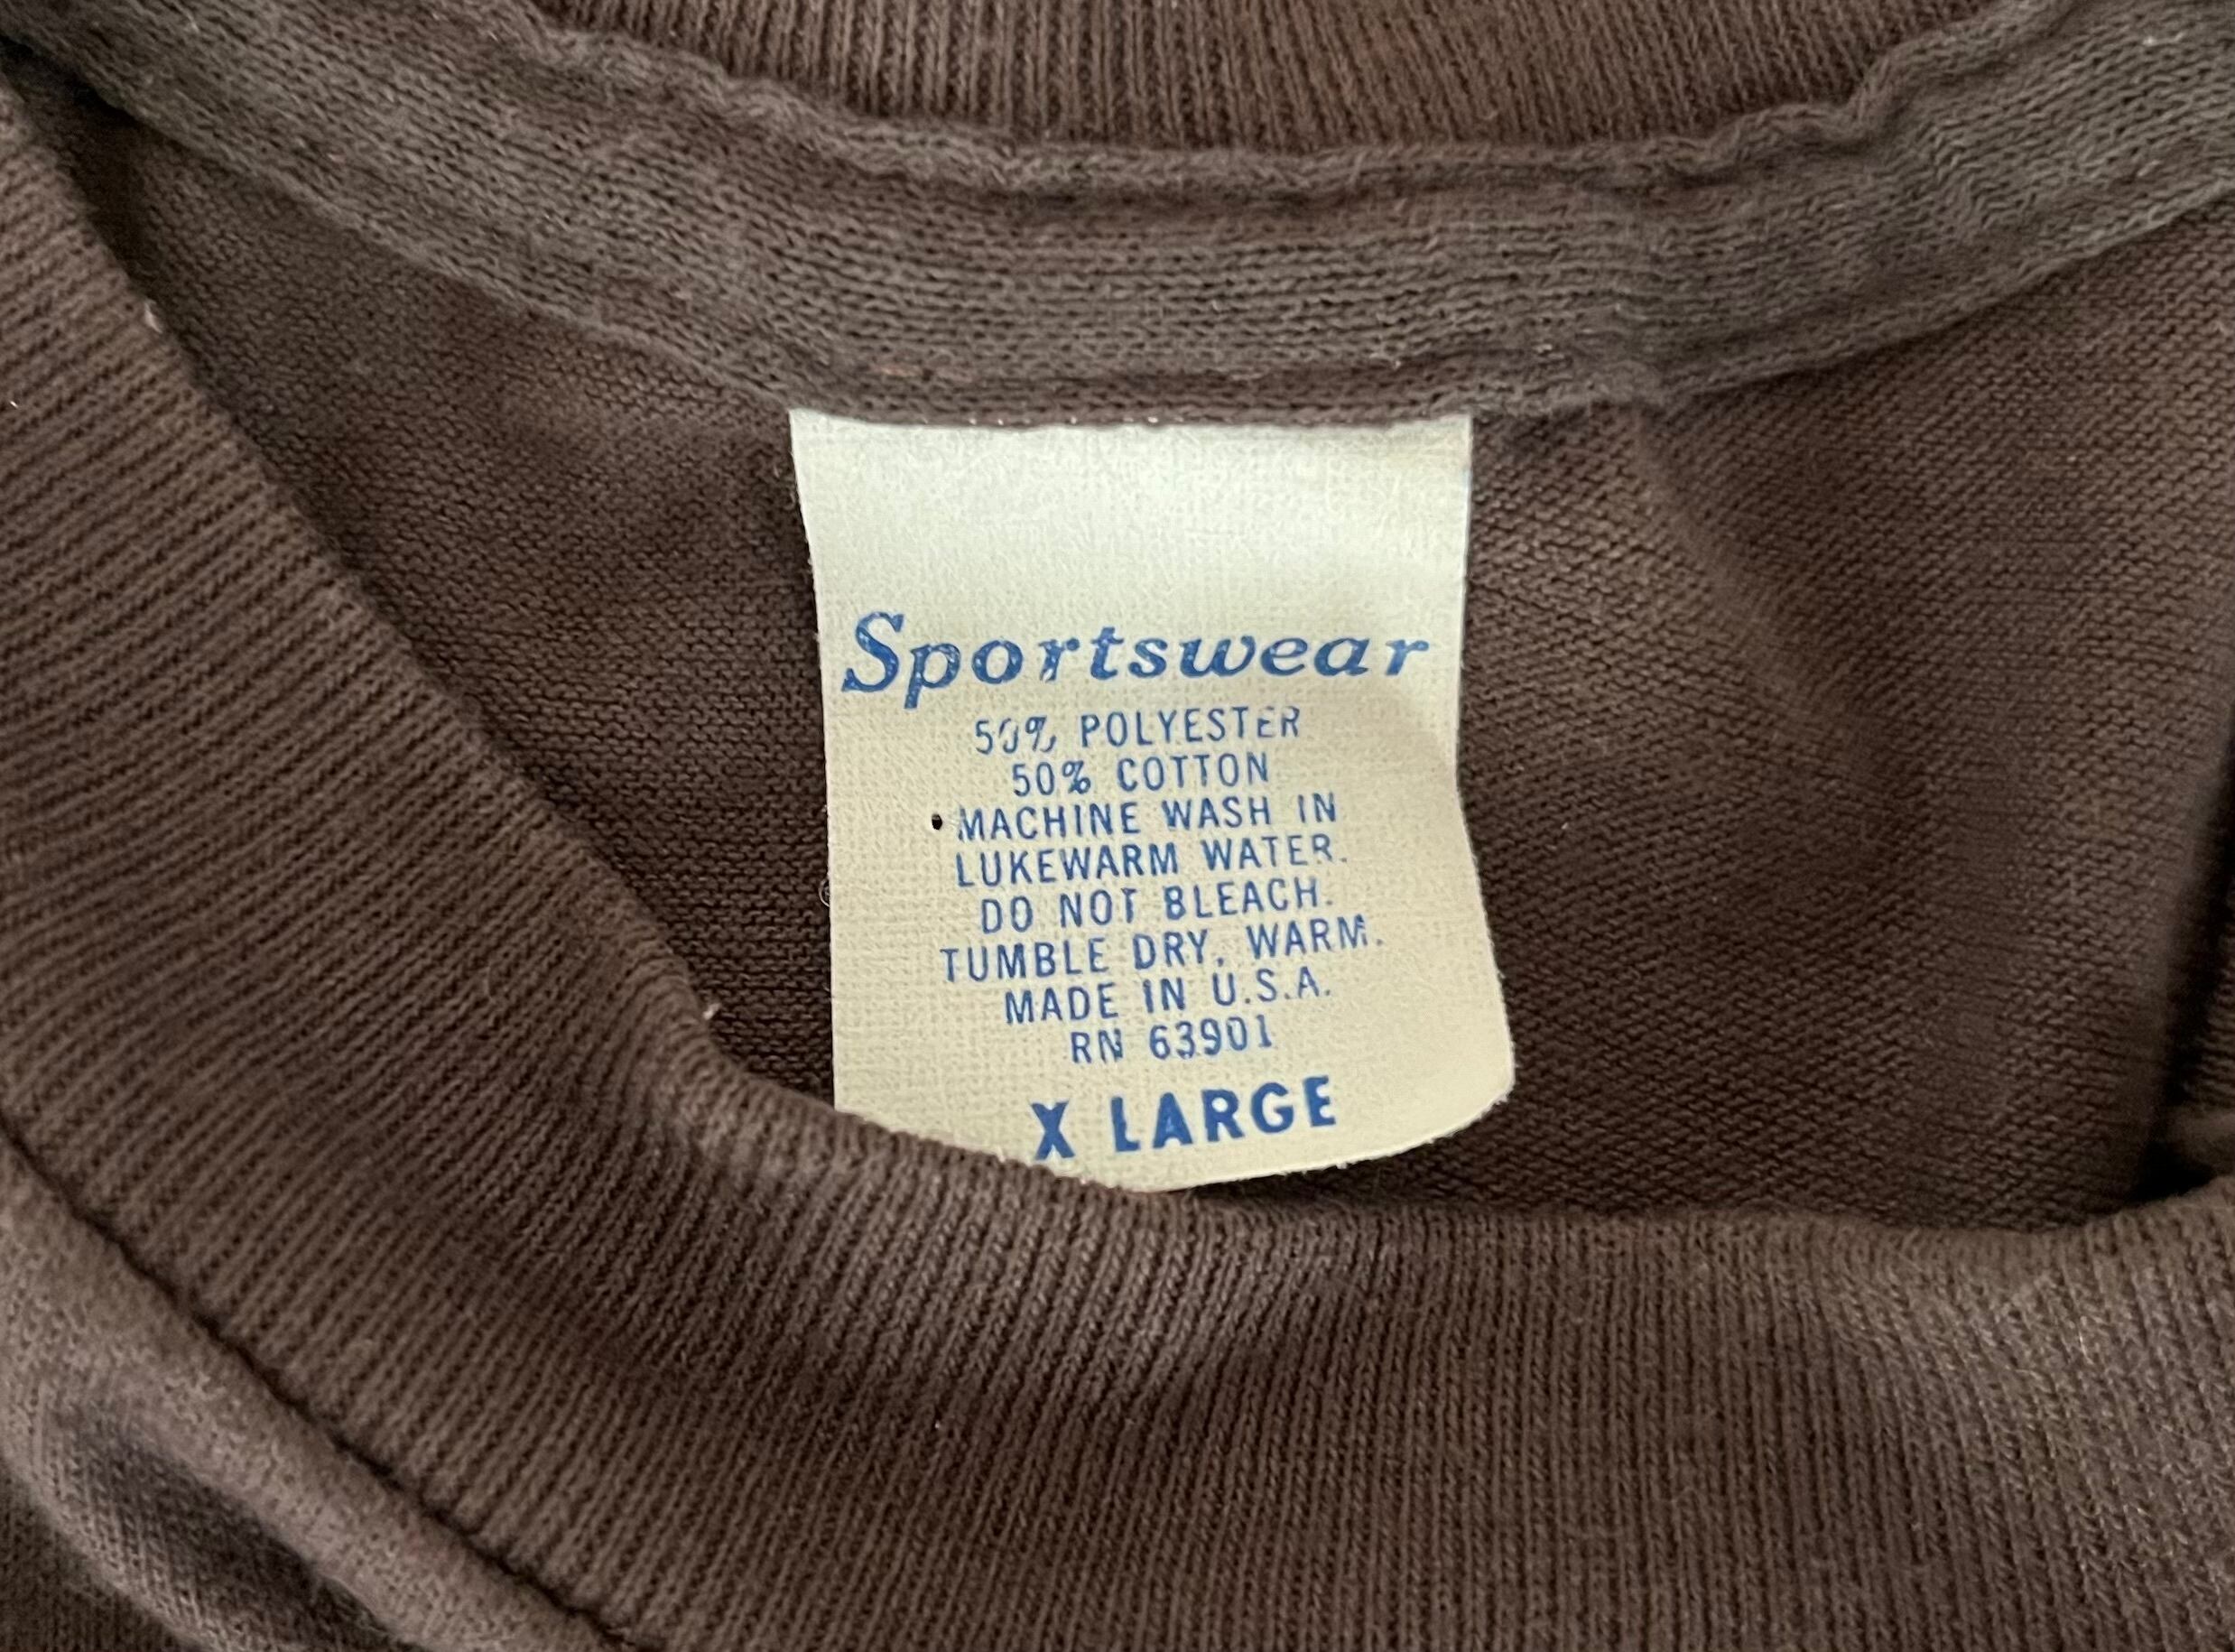 Sportswear
50% POLYESTER
50% COTTON
MACHINE WASH IN
LUKEWARM WATER.
DO NOT BLEACH.
TUMBLE DRY, WARM.
MADE IN U.S.A.
RN 63901
X LARGE